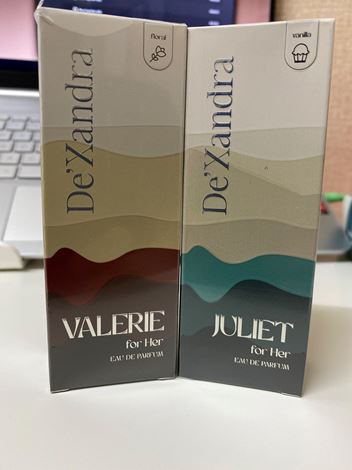 floral
De'Xandra
VALERIE
for Her
EAU DE PARFUM
vanilla
De'Xandra
JULIET
for Her
EAU DE PARFUM